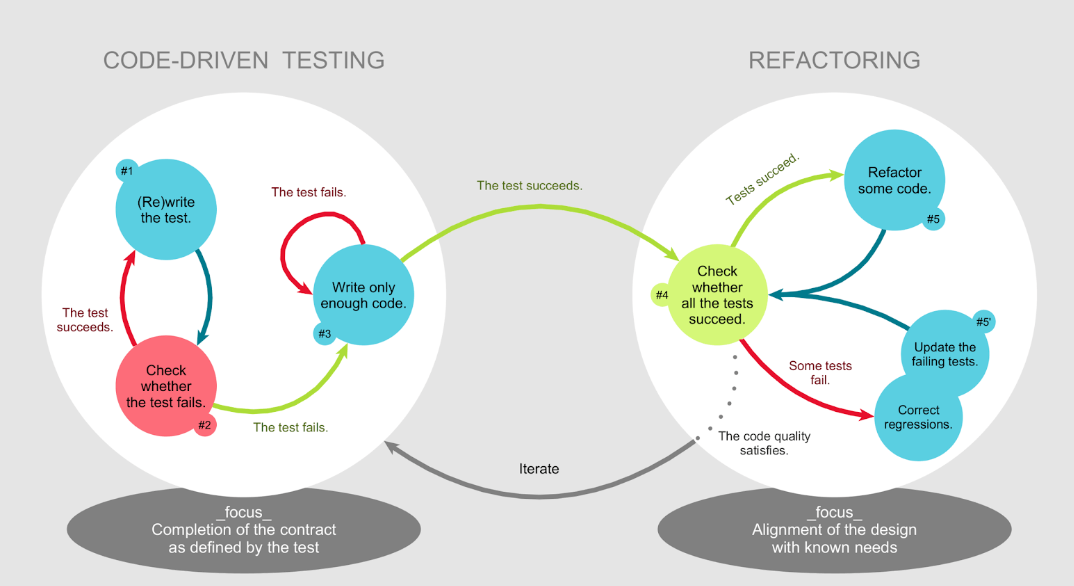 CODE-DRIVEN TESTING
REFACTORING
#1
(Re)write
the test.
The test
succeeds.
Check
whether
the test fails.
#2
The test fails.
The test fails.
Write only
enough code.
#3
The test succeeds.
Check
whether
all the tests
succeed.
#4
Tests succeed.
Refactor
some code.
#5
Some tests
fail.
#5'
Update the
failing tests.
Correct
regressions.
The code quality
satisfies.
Iterate
_focus_
Completion of the contract
as defined by the test
_focus_
Alignment of the design
with known needs